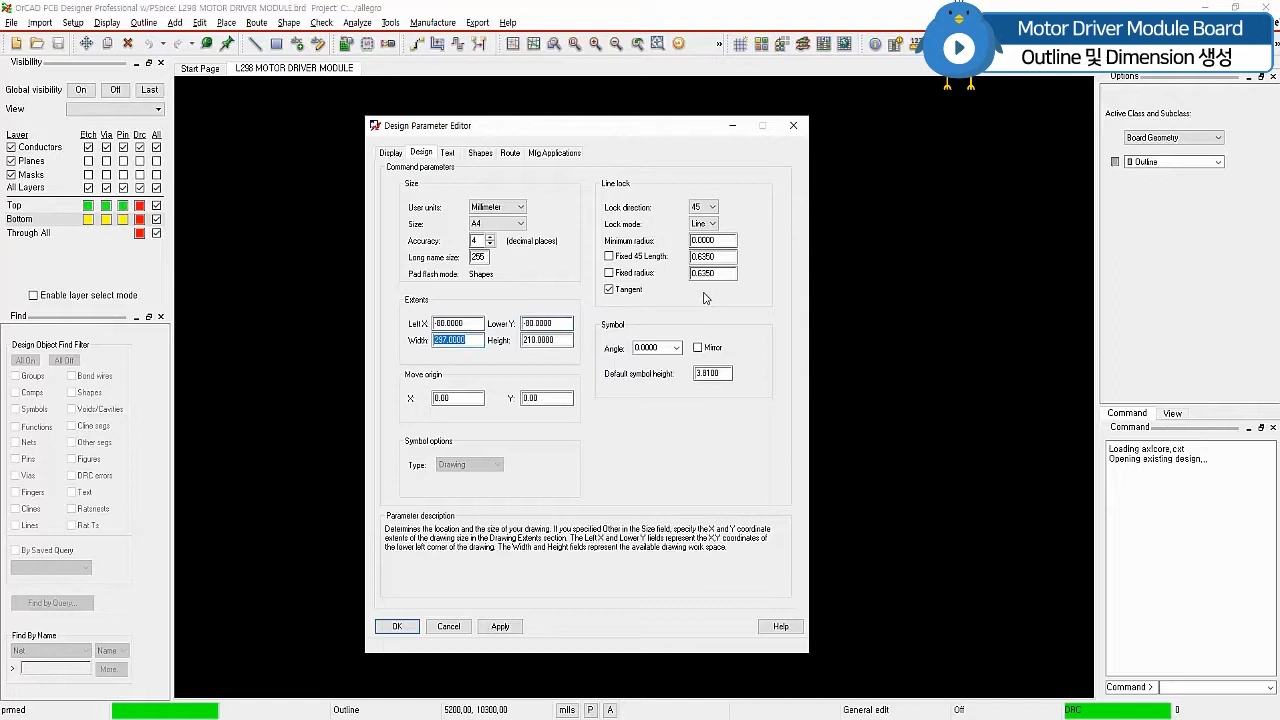 OrCAD PCB Designer Professional w/PSpice: L298 MOTOR DRIVER MODULE.brd Project: C:.../allegro
File Import Setup Display Outline Add Edit Place Route Shape Check Analyze Tools Manufacture Export Help
Motor Driver Module Board
Outline 및 Dimension 생성
Visibility
Start Page L298 MOTOR DRIVER MODULE
Options
Global visibility On Off Last
View
Active Class and Subclass:
Board Geometry
Outline
Layer Etch Via Pin Drc All
Conductors
Planes
Masks
All Layers
Top
Bottom
Through All
Enable layer select mode
Find
Design Object Find Filter
All On All Off
Groups Bond wires
Comps Shapes
Symbols Voids/Cavities
Functions Cline segs
Nets Other segs
Pins Figures
Vias DRC errors
Fingers Text
Clines Ratsnests
Lines Rat Ts
By Saved Query
Find by Query...
Find By Name
Net Name
> More...
Design Parameter Editor
Display Design Text Shapes Route Mfg Applications
Command parameters
Size
User units: Millimeter
Size: A4
Accuracy: 4 (decimal places)
Long name size: 255
Pad flash mode: Shapes
Line lock
Lock direction: 45
Lock mode: Line
Minimum radius: 0.0000
Fixed 45 Length: 0.6350
Fixed radius: 0.6350
Tangent
Extents
Left X: -80.0000 Lower Y: -80.0000
Width: 297.0000 Height: 210.0000
Symbol
Angle: 0.0000 Mirror
Default symbol height: 3.8100
Move origin
X: 0.00 Y: 0.00
Symbol options
Type: Drawing
Parameter description
Determines the location and the size of your drawing. If you specified Other in the Size field, specify the X and Y coordinate
extents of the drawing size in the Drawing Extents section. The Left X and Lower Y fields represent the X,Y coordinates of
the lower left corner of the drawing. The Width and Height fields represent the available drawing work space.
OK Cancel Apply Help
Command View
Command
Loading axlcore.cxt
Opening existing design...
Command >
prmed Outline 5200.00, 10300.00 mils P A General edit Off DRC 0